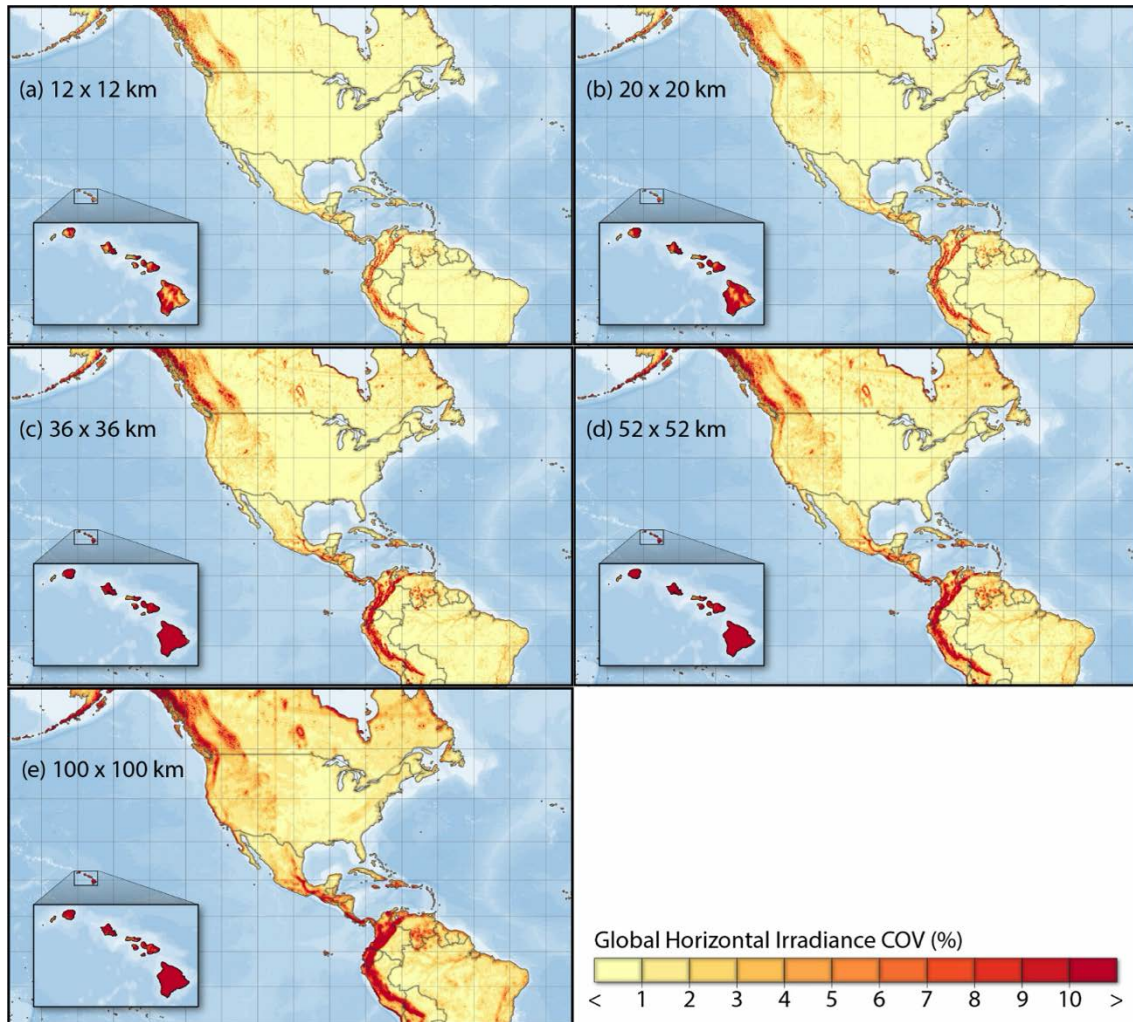 (a) 12 x 12 km
(b) 20 x 20 km
(c) 36 x 36 km
(d) 52 x 52 km
(e) 100 x 100 km
Global Horizontal Irradiance COV (%)
< 1 2 3 4 5 6 7 8 9 10 >